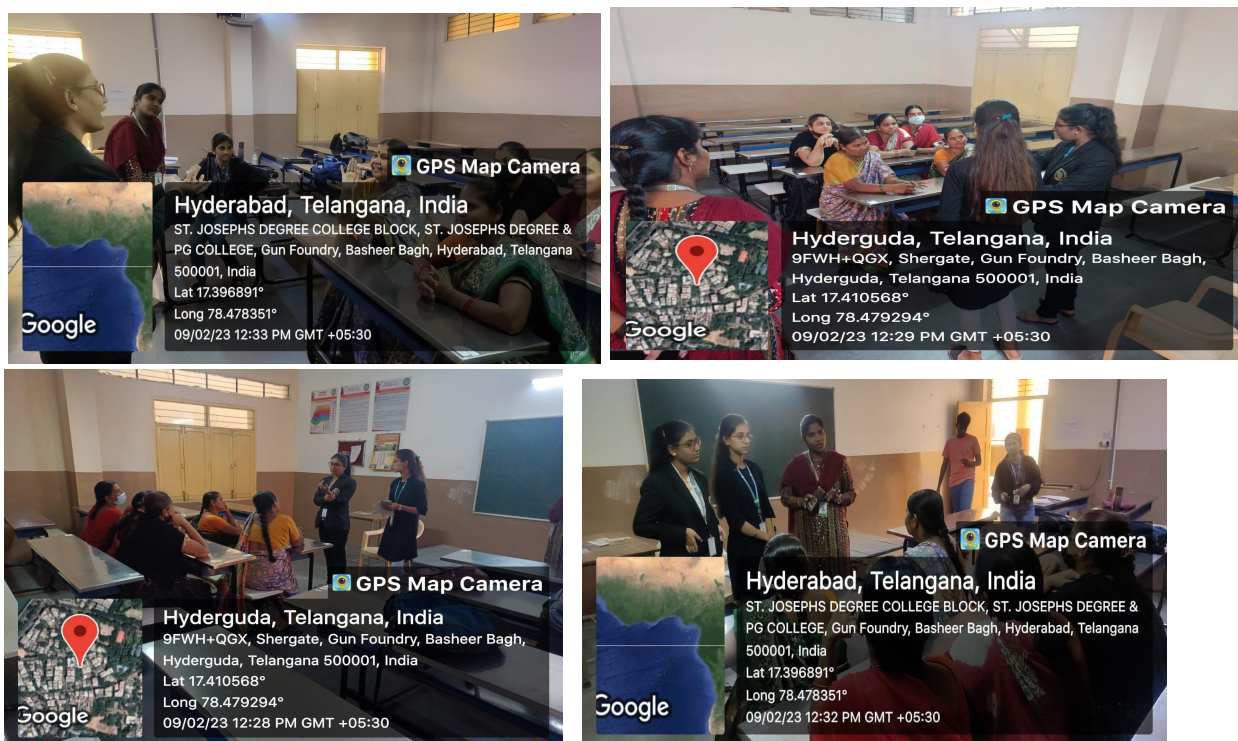 GPS Map Camera
Hyderabad, Telangana, India
ST. JOSEPHS DEGREE COLLEGE BLOCK, ST. JOSEPHS DEGREE &
PG COLLEGE, Gun Foundry, Basheer Bagh, Hyderabad, Telangana
500001, India
Lat 17.396891°
Long 78.478351°
09/02/23 12:33 PM GMT +05:30
Google
GPS Map Camera
Hyderguda, Telangana, India
9FWH+QGX, Shergate, Gun Foundry, Basheer Bagh,
Hyderguda, Telangana 500001, India
Lat 17.410568°
Long 78.479294°
09/02/23 12:29 PM GMT +05:30
Google
GPS Map Camera
Hyderguda, Telangana, India
9FWH+QGX, Shergate, Gun Foundry, Basheer Bagh,
Hyderguda, Telangana 500001, India
Lat 17.410568°
Long 78.479294°
09/02/23 12:28 PM GMT +05:30
Google
GPS Map Camera
Hyderabad, Telangana, India
ST. JOSEPHS DEGREE COLLEGE BLOCK, ST. JOSEPHS DEGREE &
PG COLLEGE, Gun Foundry, Basheer Bagh, Hyderabad, Telangana
500001, India
Lat 17.396891°
Long 78.478351°
09/02/23 12:32 PM GMT +05:30
Google